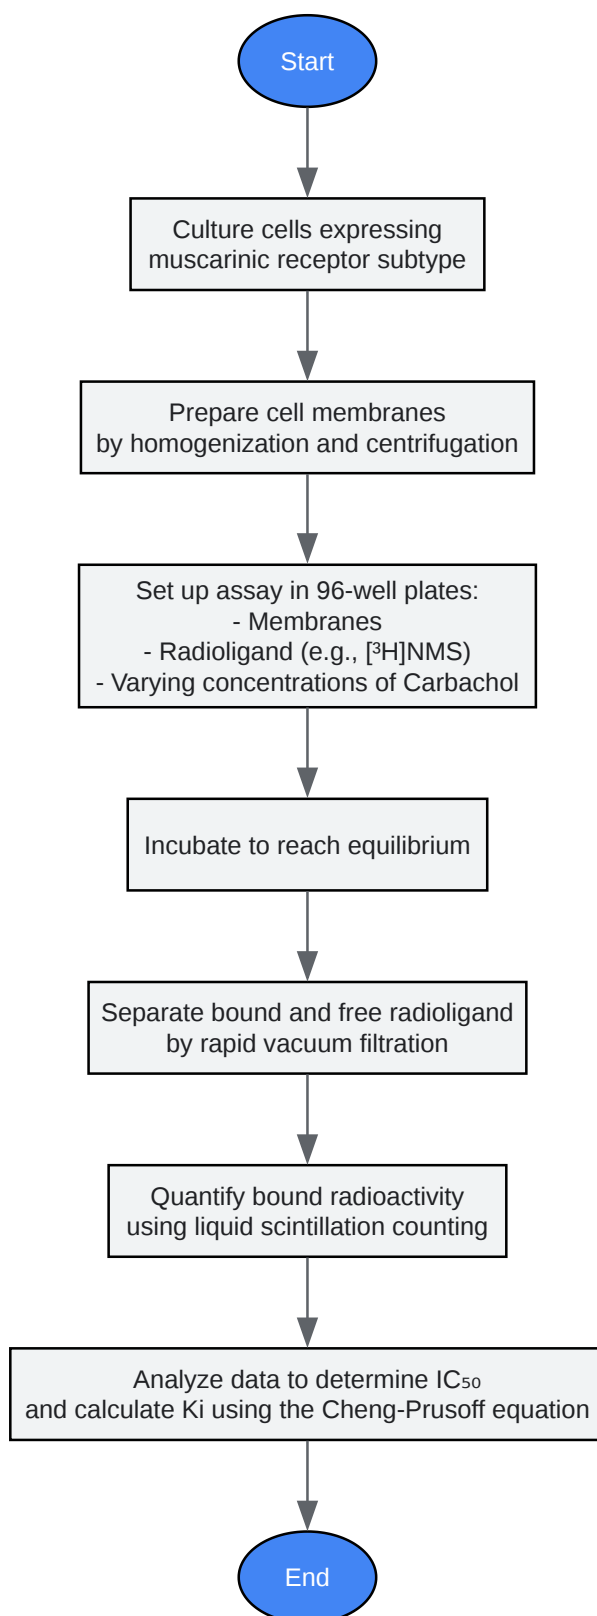 Start
Culture cells expressing
muscarinic receptor subtype
Prepare cell membranes
by homogenization and centrifugation
Set up assay in 96-well plates:
- Membranes
- Radioligand (e.g., [³H]NMS)
- Varying concentrations of Carbachol
Incubate to reach equilibrium
Separate bound and free radioligand
by rapid vacuum filtration
Quantify bound radioactivity
using liquid scintillation counting
Analyze data to determine IC₅₀
and calculate Ki using the Cheng-Prusoff equation
End